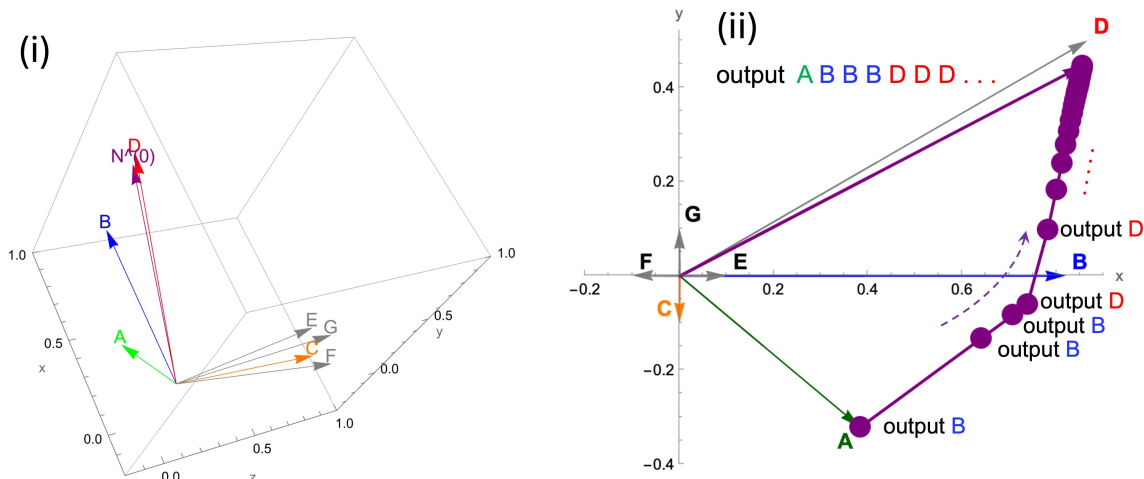 (i)
D
N^(0)
B
A
E
G
C
F
1.0
0.5
0.0
x
0.0
0.5
1.0
z
0.0
0.5
1.0
y
(ii)
y
D
output A B B B D D D . . .
0.4
0.2
G
F
E
B
x
−0.2
0.2
0.4
0.6
C
output D
output D
output B
output B
−0.2
A
output B
−0.4